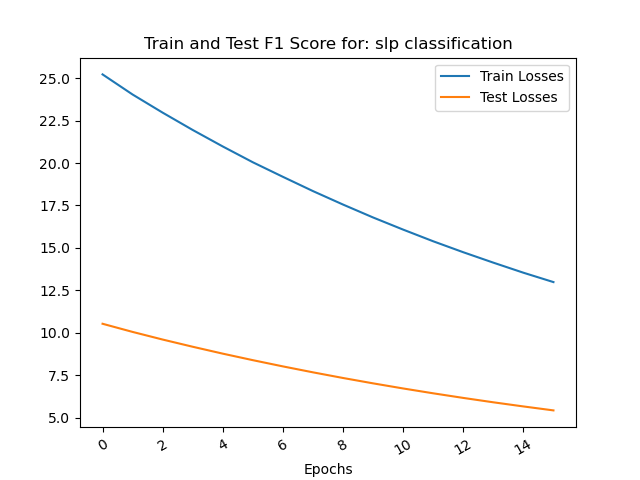 Train and Test F1 Score for: slp classification
Train Losses
Test Losses
25.0
22.5
20.0
17.5
15.0
12.5
10.0
7.5
5.0
0 2 4 6 8 10 12 14
Epochs